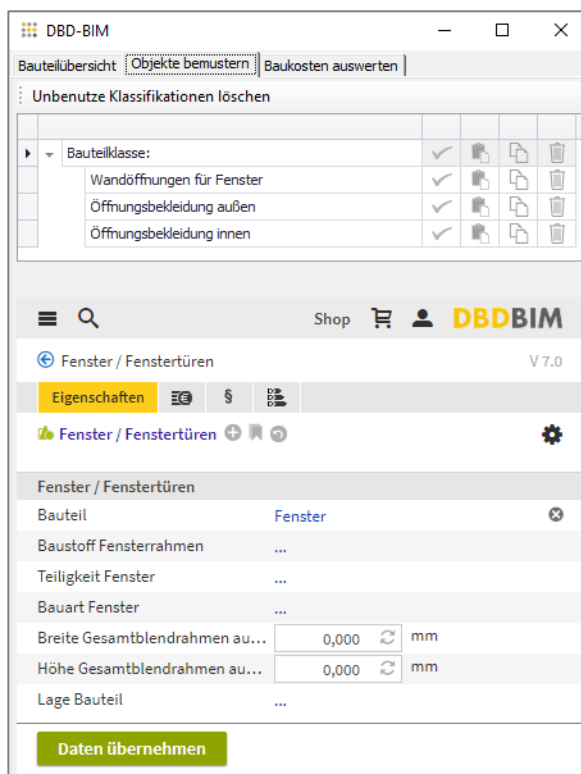 DBD-BIM
Bauteilübersicht Objekte bemustern Baukosten auswerten
Unbenutze Klassifikationen löschen
Bauteilklasse:
Wandöffnungen für Fenster
Öffnungsbekleidung außen
Öffnungsbekleidung innen
Shop DBDBIM
Fenster / Fenstertüren V 7.0
Eigenschaften §
Fenster / Fenstertüren
Fenster / Fenstertüren
Bauteil Fenster
Baustoff Fensterrahmen ...
Teiligkeit Fenster ...
Bauart Fenster ...
Breite Gesamtblendrahmen au... 0,000 mm
Höhe Gesamtblendrahmen au... 0,000 mm
Lage Bauteil ...
Daten übernehmen